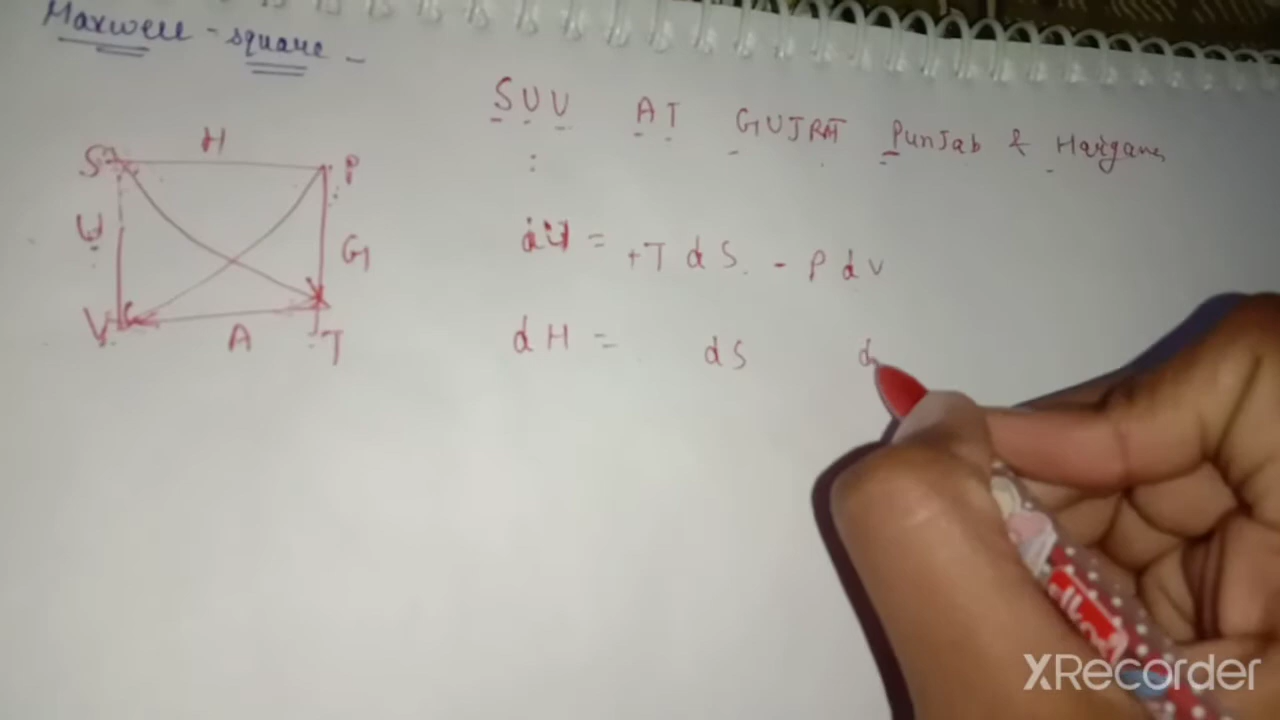 Maxwell - square -
SUV AT GUJRAT Punjab & Haryana
H
S P
U G
V A T
:
dU = +T dS. - P dV
dH = dS d
XRecorder